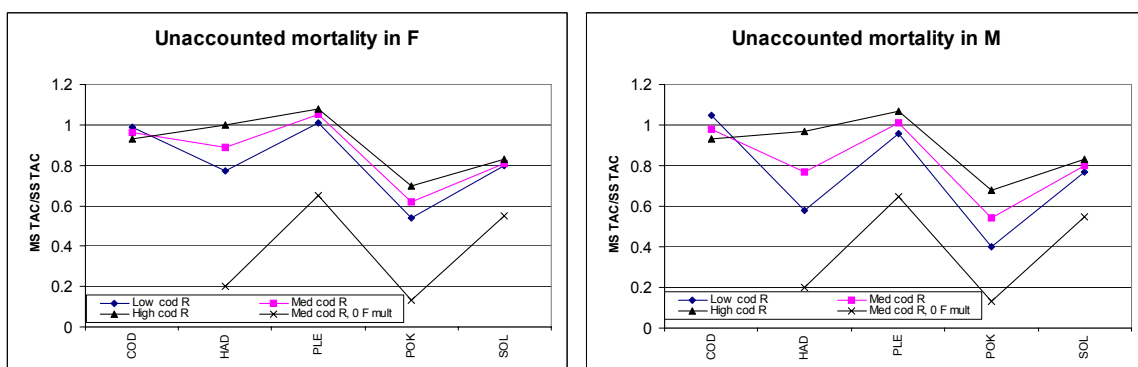 Unaccounted mortality in F
MS TAC/SS TAC
1.2
1
0.8
0.6
0.4
0.2
0
Low cod R
Med cod R
High cod R
Med cod R, 0 F mult
COD
HAD
PLE
POK
SOL
Unaccounted mortality in M
MS TAC/SS TAC
1.2
1
0.8
0.6
0.4
0.2
0
Low cod R
Med cod R
High cod R
Med cod R, 0 F mult
COD
HAD
PLE
POK
SOL